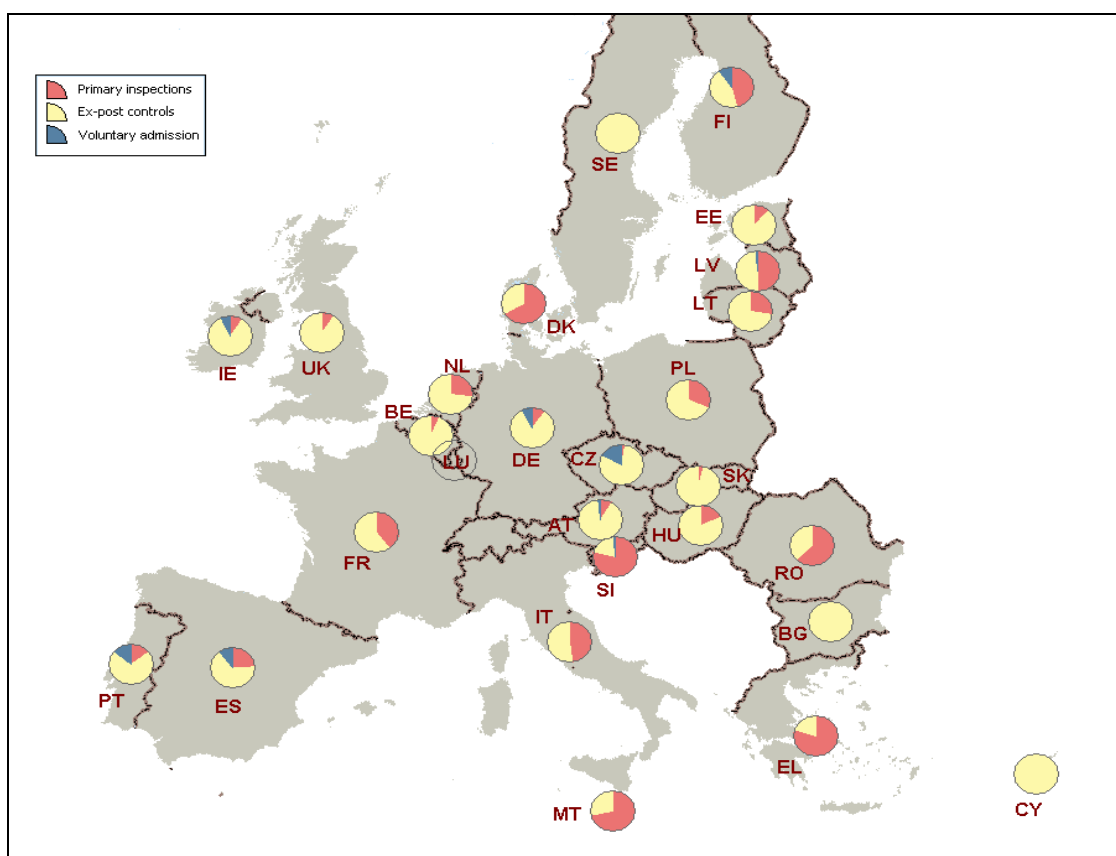 Primary inspections
Ex-post controls
Voluntary admission
FI
SE
EE
LV
LT
DK
IE
UK
NL
PL
BE
LU
DE
CZ
SK
AT
HU
FR
SI
RO
IT
BG
PT
ES
EL
MT
CY